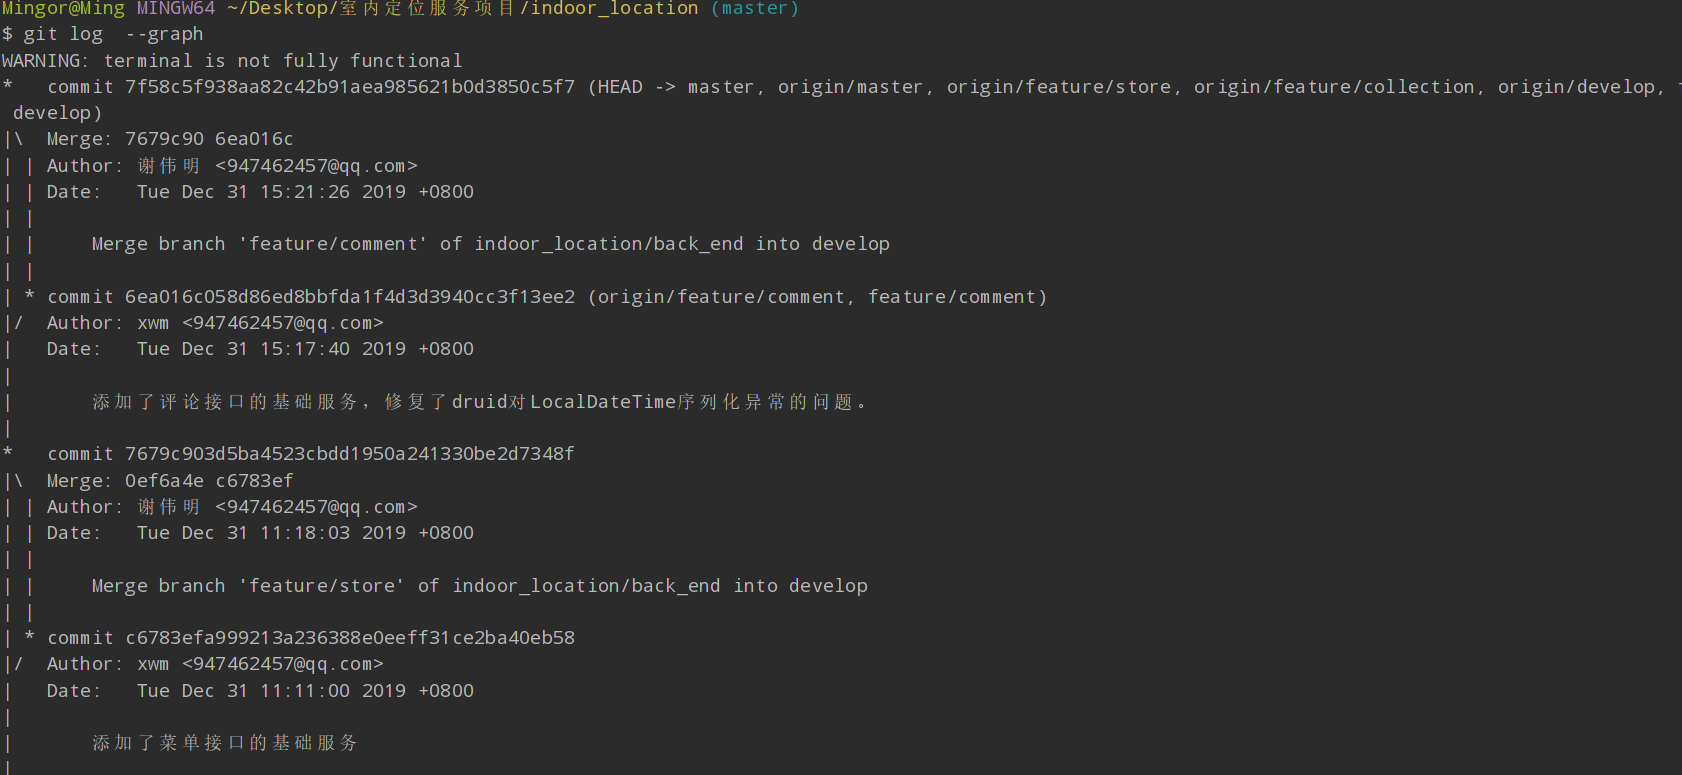 Mingor@Ming MINGW64 ~/Desktop/室内定位服务项目/indoor_location (master)
$ git log  --graph
WARNING: terminal is not fully functional
*   commit 7f58c5f938aa82c42b91aea985621b0d3850c5f7 (HEAD -> master, origin/master, origin/feature/store, origin/feature/collection, origin/develop,
 develop)
|\  Merge: 7679c90 6ea016c
| | Author: 谢伟明 <947462457@qq.com>
| | Date:   Tue Dec 31 15:21:26 2019 +0800
| |
| |     Merge branch 'feature/comment' of indoor_location/back_end into develop
| |
| * commit 6ea016c058d86ed8bbfda1f4d3d3940cc3f13ee2 (origin/feature/comment, feature/comment)
|/  Author: xwm <947462457@qq.com>
|   Date:   Tue Dec 31 15:17:40 2019 +0800
|
|       添加了评论接口的基础服务，修复了druid对LocalDateTime序列化异常的问题。
|
*   commit 7679c903d5ba4523cbdd1950a241330be2d7348f
|\  Merge: 0ef6a4e c6783ef
| | Author: 谢伟明 <947462457@qq.com>
| | Date:   Tue Dec 31 11:18:03 2019 +0800
| |
| |     Merge branch 'feature/store' of indoor_location/back_end into develop
| |
| * commit c6783efa999213a236388e0eeff31ce2ba40eb58
|/  Author: xwm <947462457@qq.com>
|   Date:   Tue Dec 31 11:11:00 2019 +0800
|
|       添加了菜单接口的基础服务
|